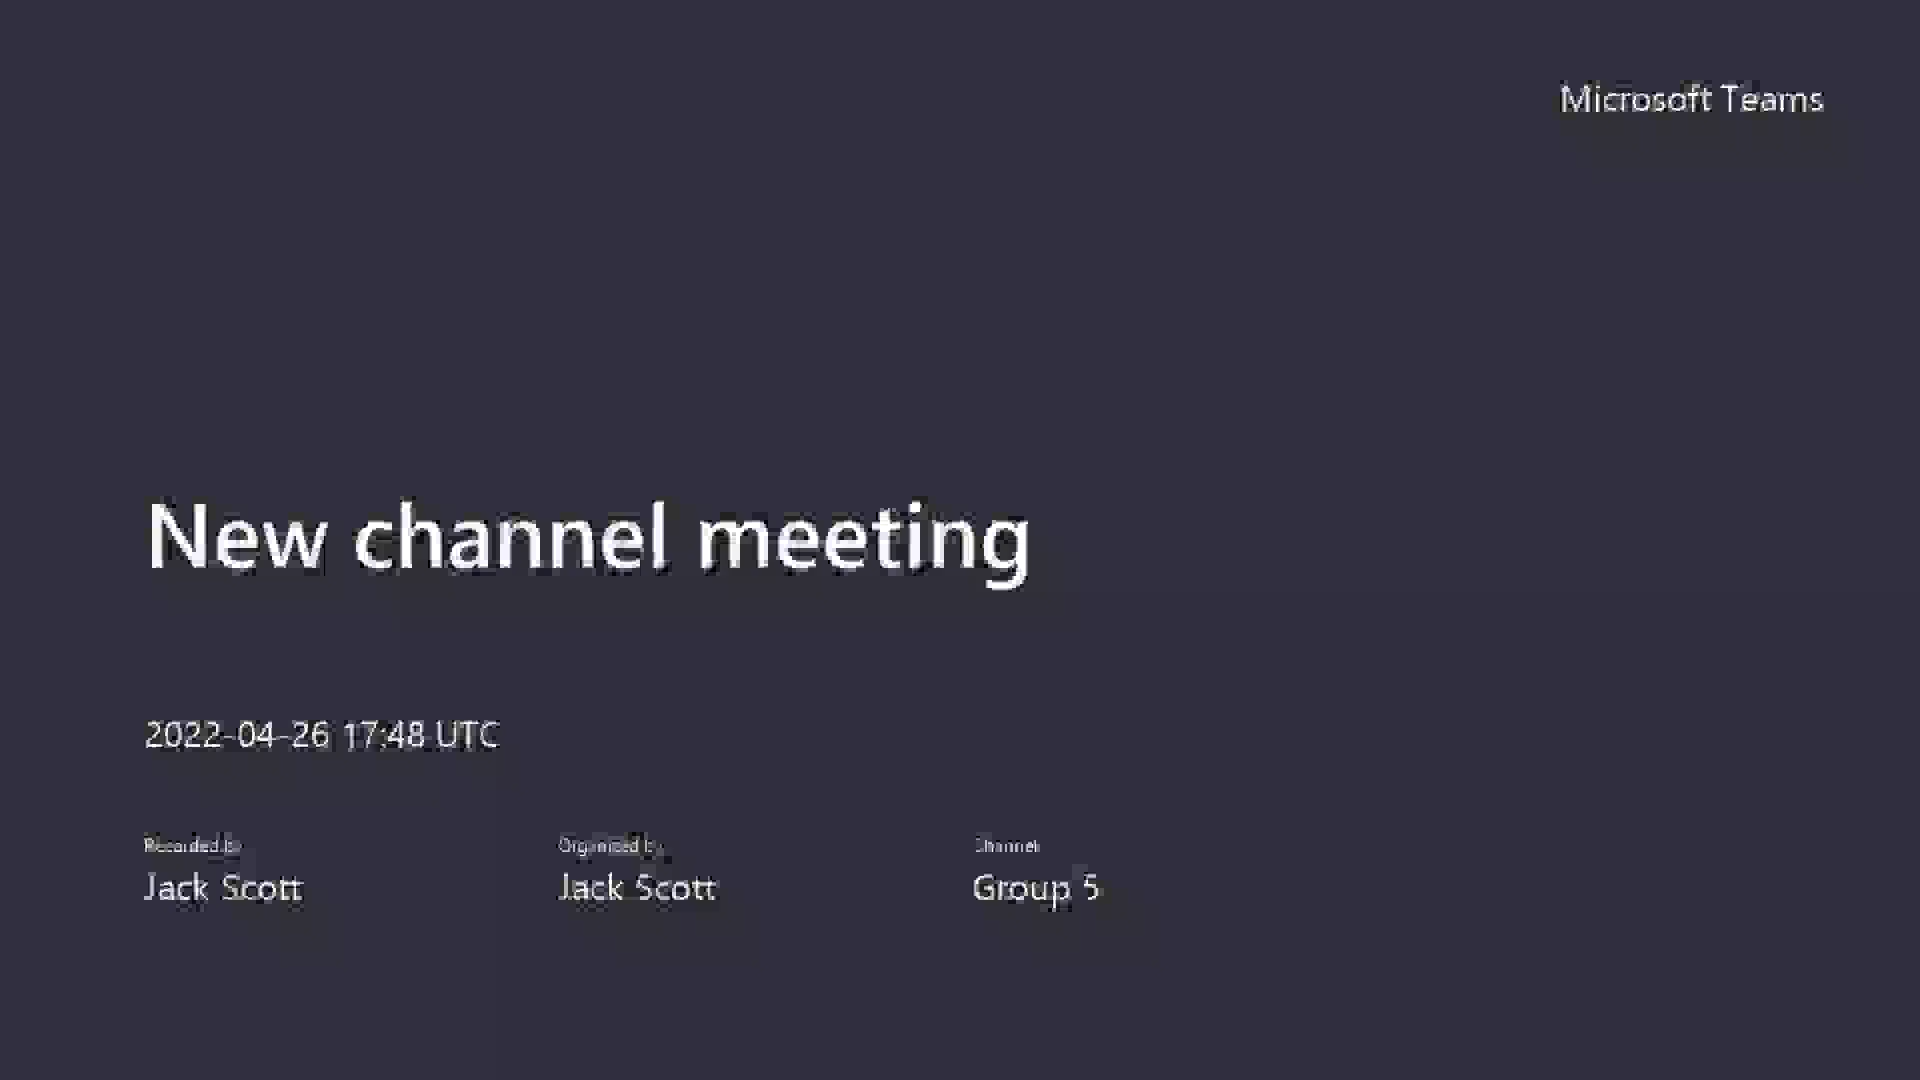 Microsoft Teams
New channel meeting
2022-04-26 17:48 UTC
Recorded by
Organized by
Channel
Jack Scott
Jack Scott
Group 5